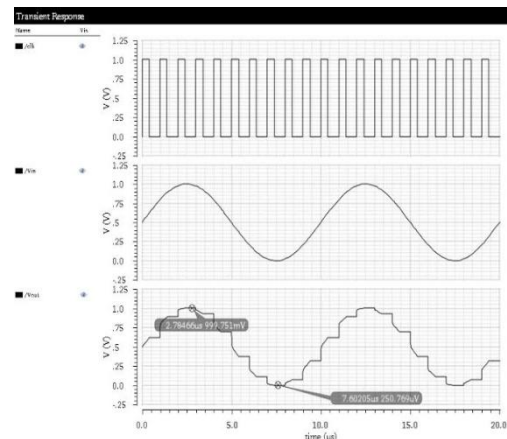 Transient Response
Name Vis
/clk
1.25
1.0
.75
.5
.25
0.0
-.25
V (V)
/Vin
1.25
1.0
.75
.5
.25
0.0
-.25
V (V)
/Vout
1.25
1.0
.75
.5
.25
0.0
-.25
V (V)
2.78466us 999.751mV
7.60205us 250.769uV
0.0 5.0 10.0 15.0 20.0
time (us)